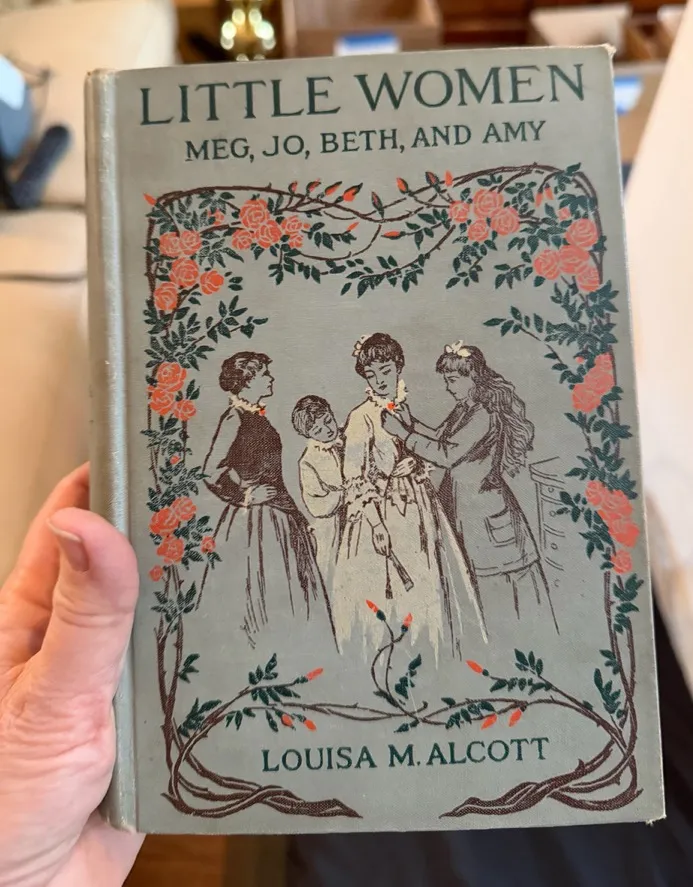 LITTLE WOMEN
MEG, JO, BETH, AND AMY
LOUISA M. ALCOTT